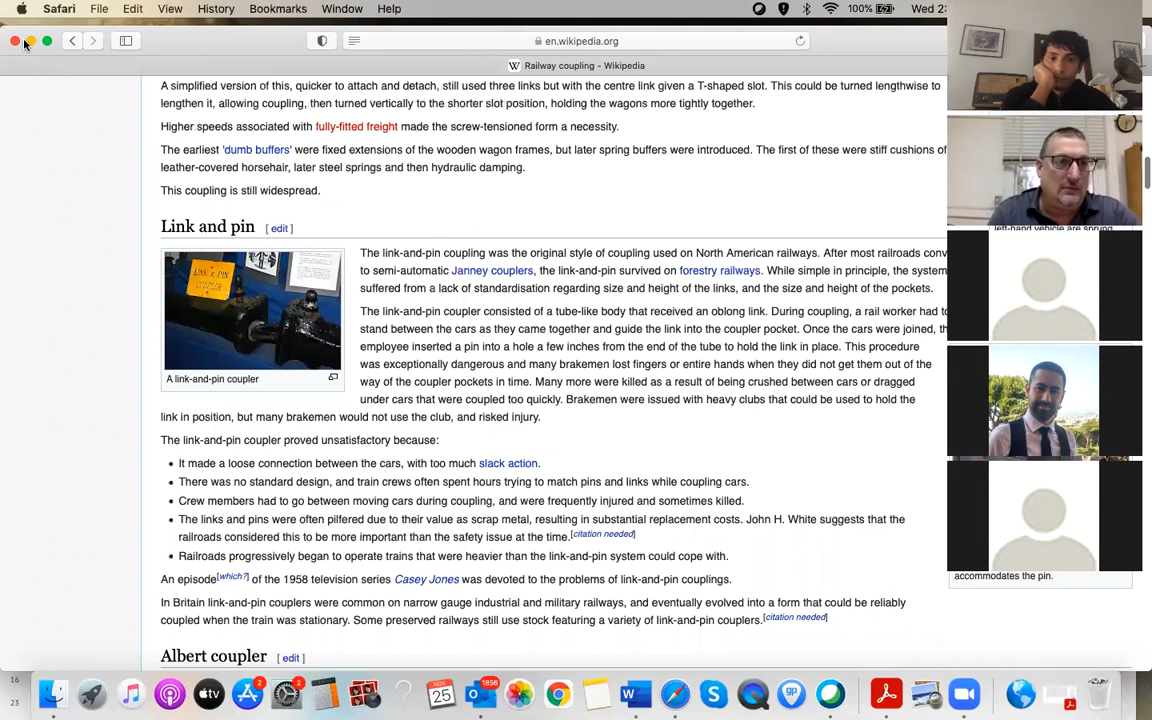 Safari File Edit View History Bookmarks Window Help 100% Wed 2
en.wikipedia.org
W Railway coupling - Wikipedia
A simplified version of this, quicker to attach and detach, still used three links but with the centre link given a T-shaped slot. This could be turned lengthwise to
lengthen it, allowing coupling, then turned vertically to the shorter slot position, holding the wagons more tightly together.
Higher speeds associated with fully-fitted freight made the screw-tensioned form a necessity.
The earliest 'dumb buffers' were fixed extensions of the wooden wagon frames, but later spring buffers were introduced. The first of these were stiff cushions of
leather-covered horsehair, later steel springs and then hydraulic damping.
This coupling is still widespread.
left-hand vehicle are sprung
Link and pin [ edit ]
LINK & PIN
COUPLER
A link-and-pin coupler
The link-and-pin coupling was the original style of coupling used on North American railways. After most railroads conv
to semi-automatic Janney couplers, the link-and-pin survived on forestry railways. While simple in principle, the system
suffered from a lack of standardisation regarding size and height of the links, and the size and height of the pockets.
The link-and-pin coupler consisted of a tube-like body that received an oblong link. During coupling, a rail worker had to
stand between the cars as they came together and guide the link into the coupler pocket. Once the cars were joined, th
employee inserted a pin into a hole a few inches from the end of the tube to hold the link in place. This procedure
was exceptionally dangerous and many brakemen lost fingers or entire hands when they did not get them out of the
way of the coupler pockets in time. Many more were killed as a result of being crushed between cars or dragged
under cars that were coupled too quickly. Brakemen were issued with heavy clubs that could be used to hold the
link in position, but many brakemen would not use the club, and risked injury.
The link-and-pin coupler proved unsatisfactory because:
• It made a loose connection between the cars, with too much slack action.
• There was no standard design, and train crews often spent hours trying to match pins and links while coupling cars.
• Crew members had to go between moving cars during coupling, and were frequently injured and sometimes killed.
• The links and pins were often pilfered due to their value as scrap metal, resulting in substantial replacement costs. John H. White suggests that the
railroads considered this to be more important than the safety issue at the time.[citation needed]
• Railroads progressively began to operate trains that were heavier than the link-and-pin system could cope with.
accommodates the pin.
An episode[which?] of the 1958 television series Casey Jones was devoted to the problems of link-and-pin couplings.
In Britain link-and-pin couplers were common on narrow gauge industrial and military railways, and eventually evolved into a form that could be reliably
coupled when the train was stationary. Some preserved railways still use stock featuring a variety of link-and-pin couplers.[citation needed]
Albert coupler [ edit ]
16
23
2
2
NOV
25
1856
W
S
gp